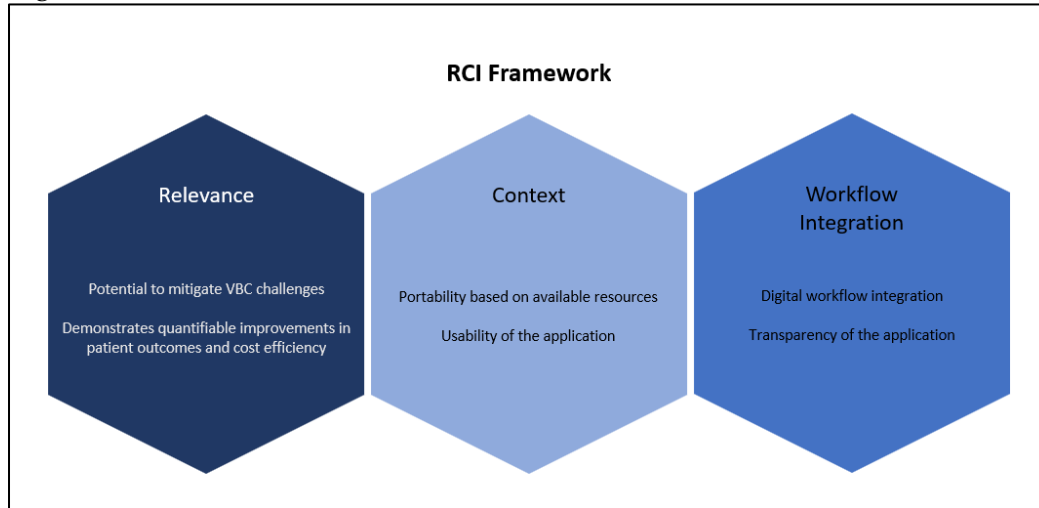 RCI Framework
Relevance
Potential to mitigate VBC challenges
Demonstrates quantifiable improvements in
patient outcomes and cost efficiency
Context
Portability based on available resources
Usability of the application
Workflow
Integration
Digital workflow integration
Transparency of the application